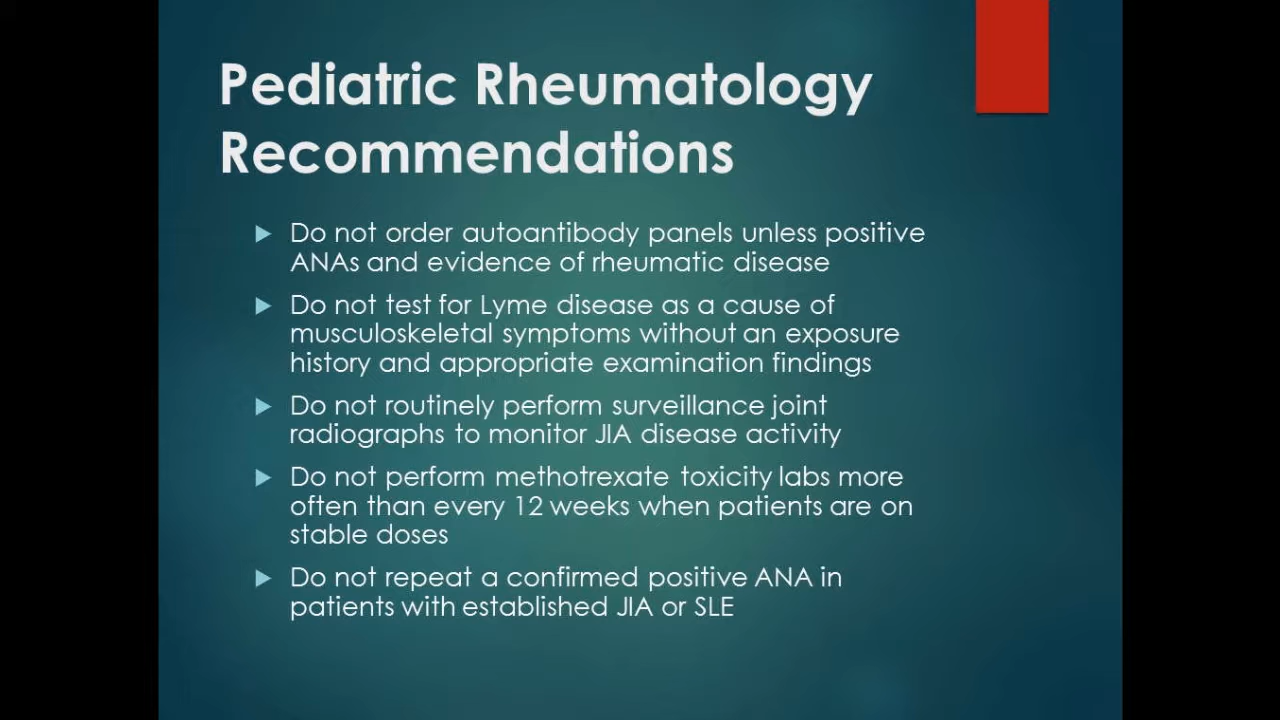 Pediatric Rheumatology
Recommendations
Do not order autoantibody panels unless positive
ANAs and evidence of rheumatic disease
Do not test for Lyme disease as a cause of
musculoskeletal symptoms without an exposure
history and appropriate examination findings
Do not routinely perform surveillance joint
radiographs to monitor JIA disease activity
Do not perform methotrexate toxicity labs more
often than every 12 weeks when patients are on
stable doses
Do not repeat a confirmed positive ANA in
patients with established JIA or SLE